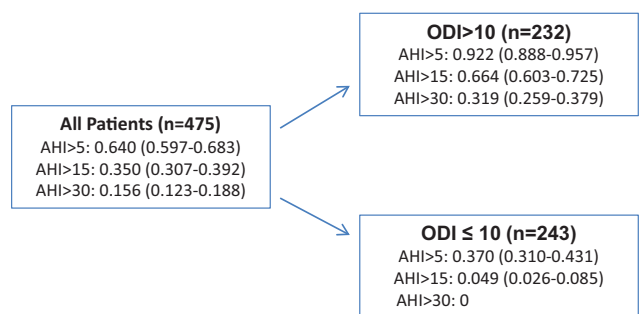 All Patients (n=475)
AHI>5: 0.640 (0.597-0.683)
AHI>15: 0.350 (0.307-0.392)
AHI>30: 0.156 (0.123-0.188)
ODI>10 (n=232)
AHI>5: 0.922 (0.888-0.957)
AHI>15: 0.664 (0.603-0.725)
AHI>30: 0.319 (0.259-0.379)
ODI ≤ 10 (n=243)
AHI>5: 0.370 (0.310-0.431)
AHI>15: 0.049 (0.026-0.085)
AHI>30: 0